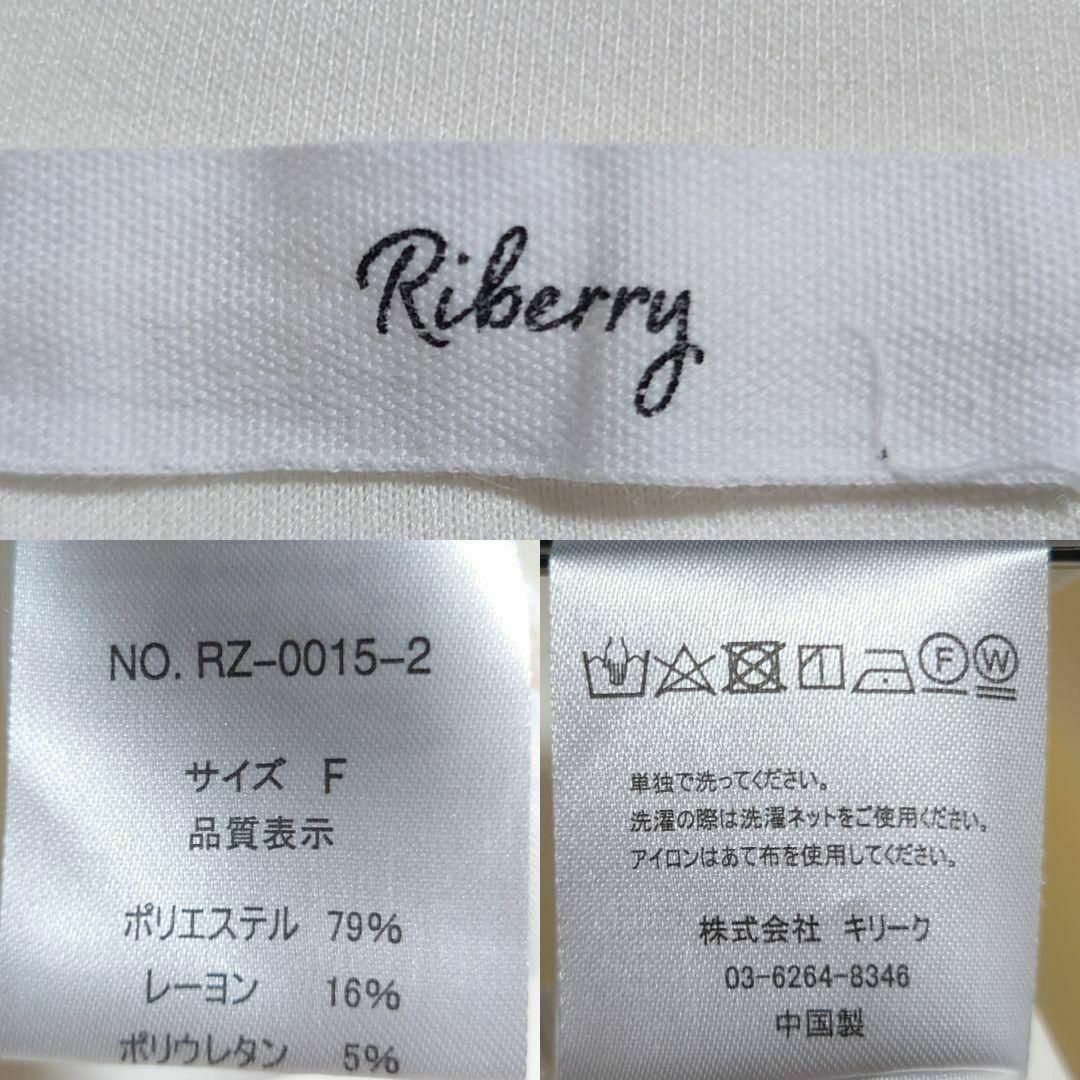 Riberry
NO. RZ-0015-2
サイズ F
品質表示
ポリエステル 79%
レーヨン 16%
ポリウレタン 5%
F W
単独で洗ってください。
洗濯の際は洗濯ネットをご使用ください。
アイロンはあて布を使用してください。
株式会社 キリーク
03-6264-8346
中国製